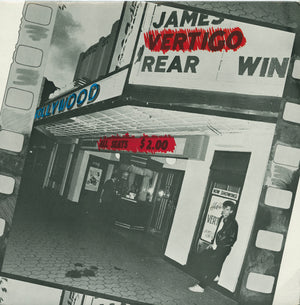 JAMES
VERTIGO
REAR WIN
LLYWOOD
ALL SEATS $2.00